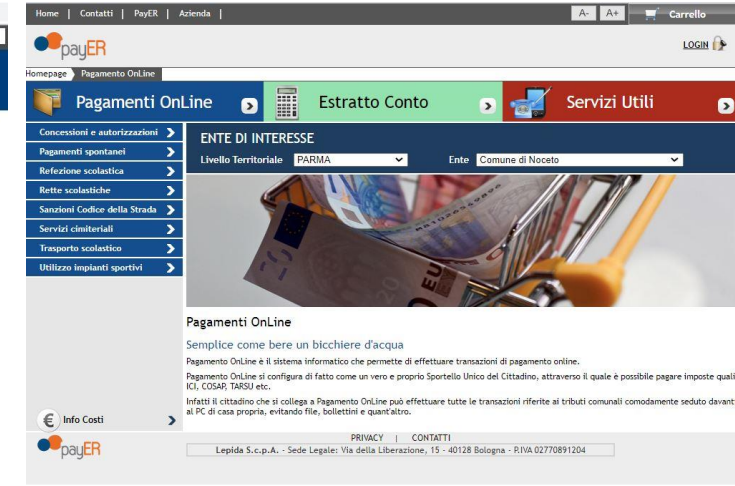 Home | Contatti | PayER | Azienda |
A- A+ Carrello
payER
LOGIN
Homepage Pagamento OnLine
Pagamenti OnLine
Estratto Conto
Servizi Utili
Concessioni e autorizzazioni
Pagamenti spontanei
Refezione scolastica
Rette scolastiche
Sanzioni Codice della Strada
Servizi cimiteriali
Trasporto scolastico
Utilizzo impianti sportivi
ENTE DI INTERESSE
Livello Territoriale PARMA Ente Comune di Noceto
Pagamenti OnLine
Semplice come bere un bicchiere d'acqua
Pagamento OnLine è il sistema informatico che permette di effettuare transazioni di pagamento online.
Pagamento OnLine si configura di fatto come un vero e proprio Sportello Unico del Cittadino, attraverso il quale è possibile pagare imposte quali
ICI, COSAP, TARSU etc.
Infatti il cittadino che si collega a Pagamento OnLine può effettuare tutte le transazioni riferite ai tributi comunali comodamente seduto davant
al PC di casa propria, evitando file, bollettini e quant'altro.
€ Info Costi
payER
PRIVACY | CONTATTI
Lepida S.c.p.A. - Sede Legale: Via della Liberazione, 15 - 40128 Bologna - P.IVA 02770891204